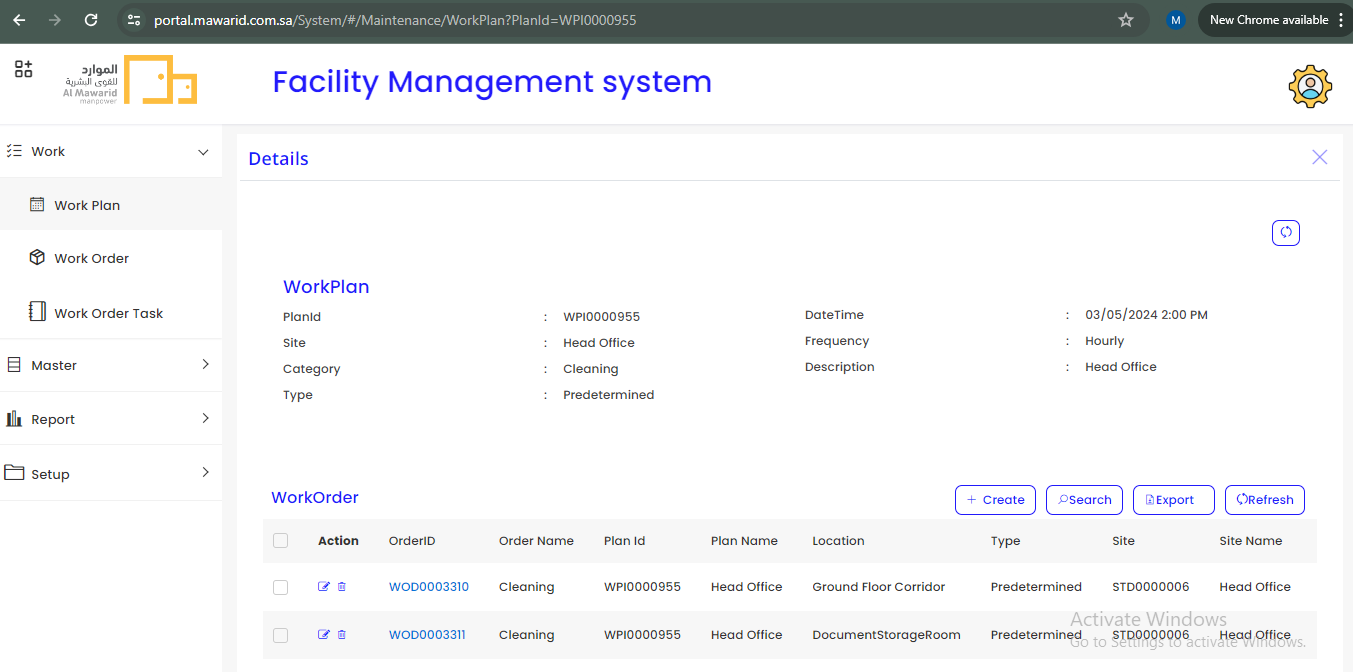 portal.mawarid.com.sa/System/#/Maintenance/WorkPlan?PlanId=WPI0000955
M
New Chrome available
الموارد
للقوى البشرية
Al Mawarid
manpower
Facility Management system
Work
Work Plan
Work Order
Work Order Task
Master
Report
Setup
Details
WorkPlan
PlanId : WPI0000955
Site : Head Office
Category : Cleaning
Type : Predetermined
DateTime : 03/05/2024 2:00 PM
Frequency : Hourly
Description : Head Office
WorkOrder
+ Create Search Export Refresh
Action OrderID Order Name Plan Id Plan Name Location Type Site Site Name
WOD0003310 Cleaning WPI0000955 Head Office Ground Floor Corridor Predetermined STD0000006 Head Office
WOD0003311 Cleaning WPI0000955 Head Office DocumentStorageRoom Predetermined STD0000006 Head Office
Activate Windows
Go to Settings to activate Windows.